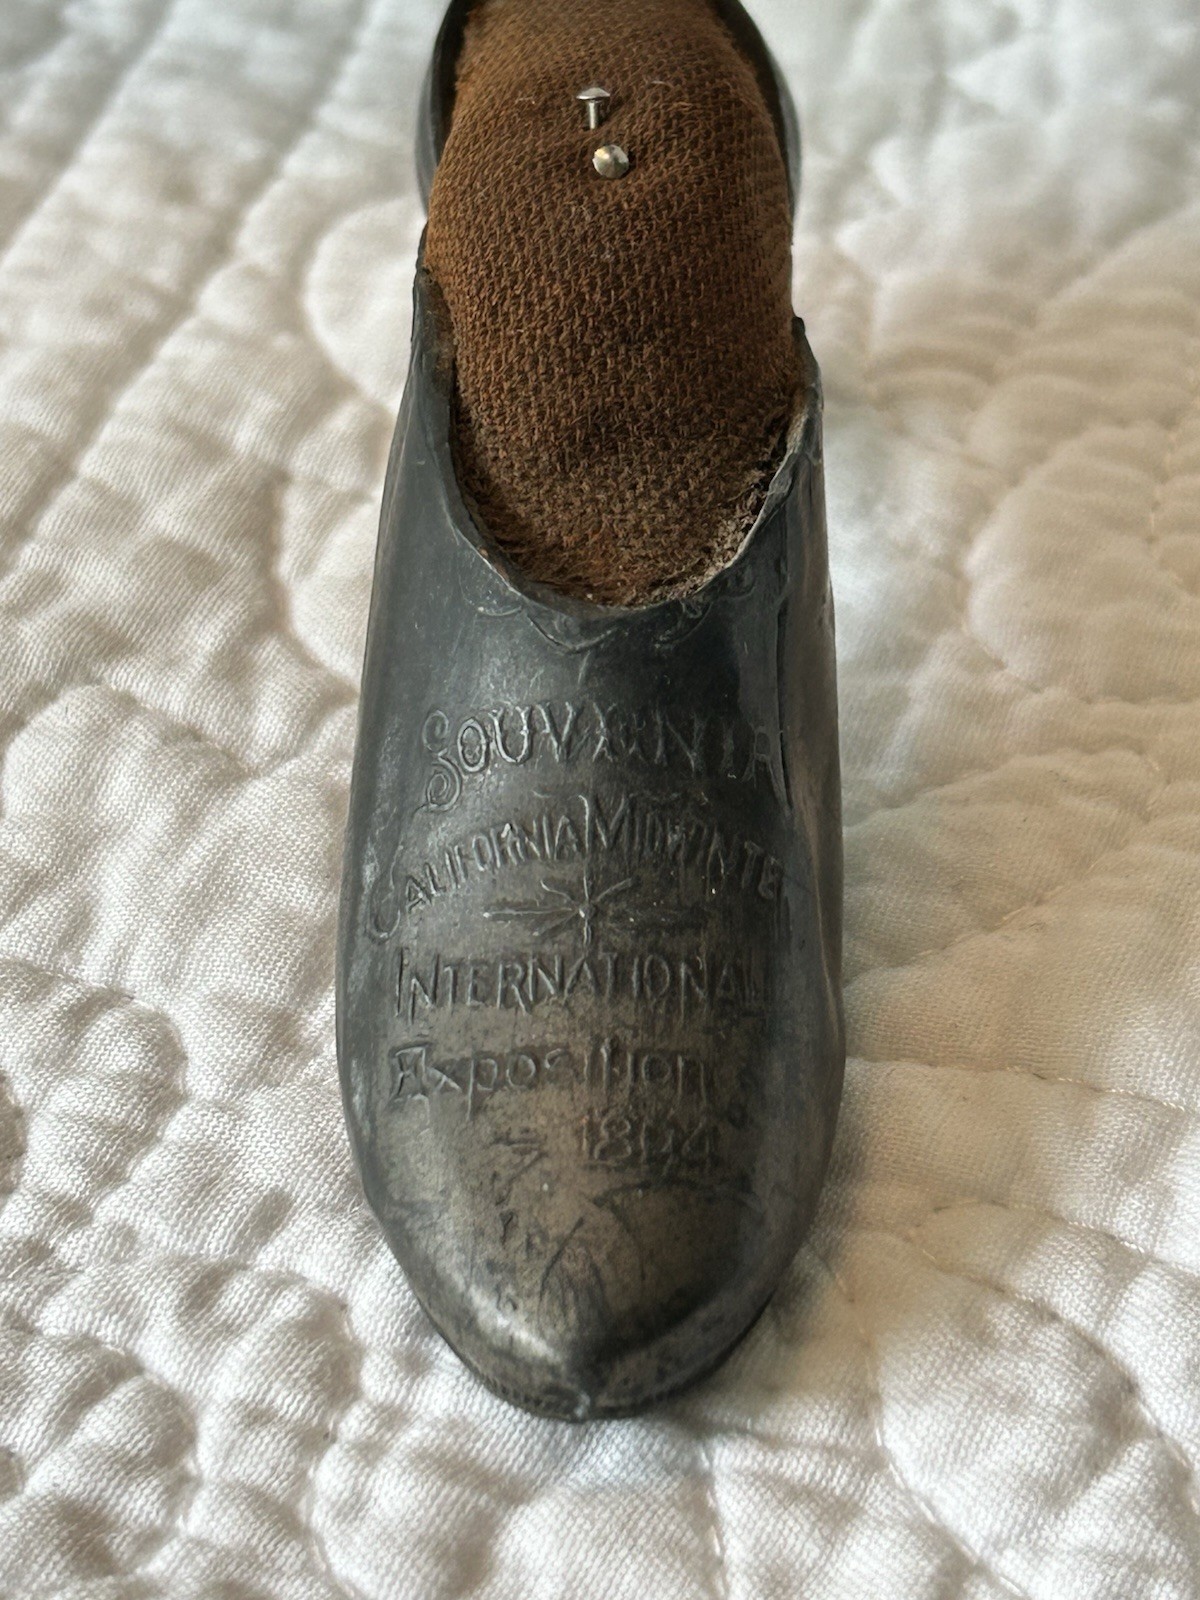 SOUVENIR
CALIFORNIA MIDWINTER
INTERNATIONAL
Exposition
1894